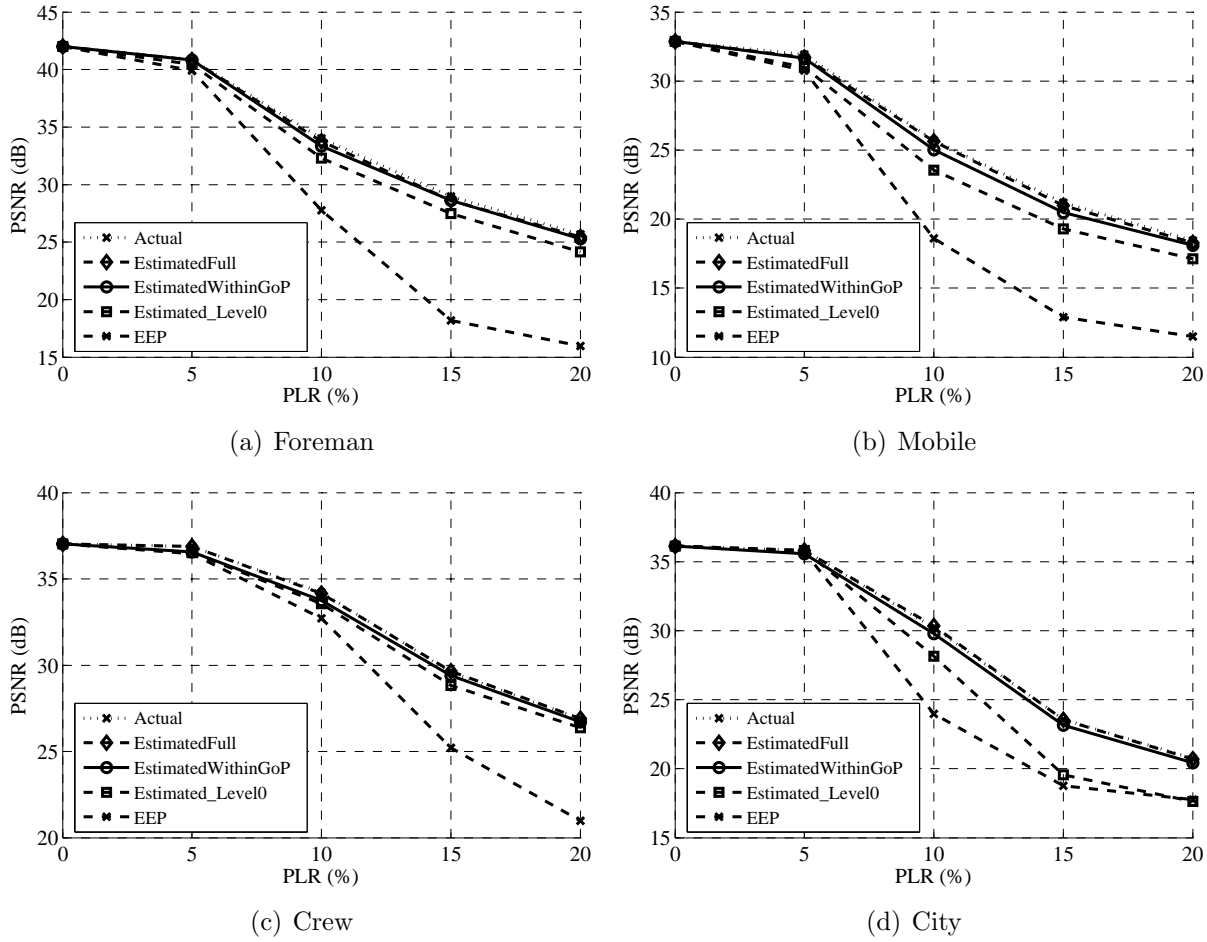 45
40
35
30
25
20
15
PSNR (dB)
Actual
EstimatedFull
EstimatedWithinGoP
Estimated_Level0
EEP
0 5 10 15 20
PLR (%)
(a) Foreman
35
30
25
20
15
10
PSNR (dB)
Actual
EstimatedFull
EstimatedWithinGoP
Estimated_Level0
EEP
0 5 10 15 20
PLR (%)
(b) Mobile
40
35
30
25
20
PSNR (dB)
Actual
EstimatedFull
EstimatedWithinGoP
Estimated_Level0
EEP
0 5 10 15 20
PLR (%)
(c) Crew
40
35
30
25
20
15
PSNR (dB)
Actual
EstimatedFull
EstimatedWithinGoP
Estimated_Level0
EEP
0 5 10 15 20
PLR (%)
(d) City